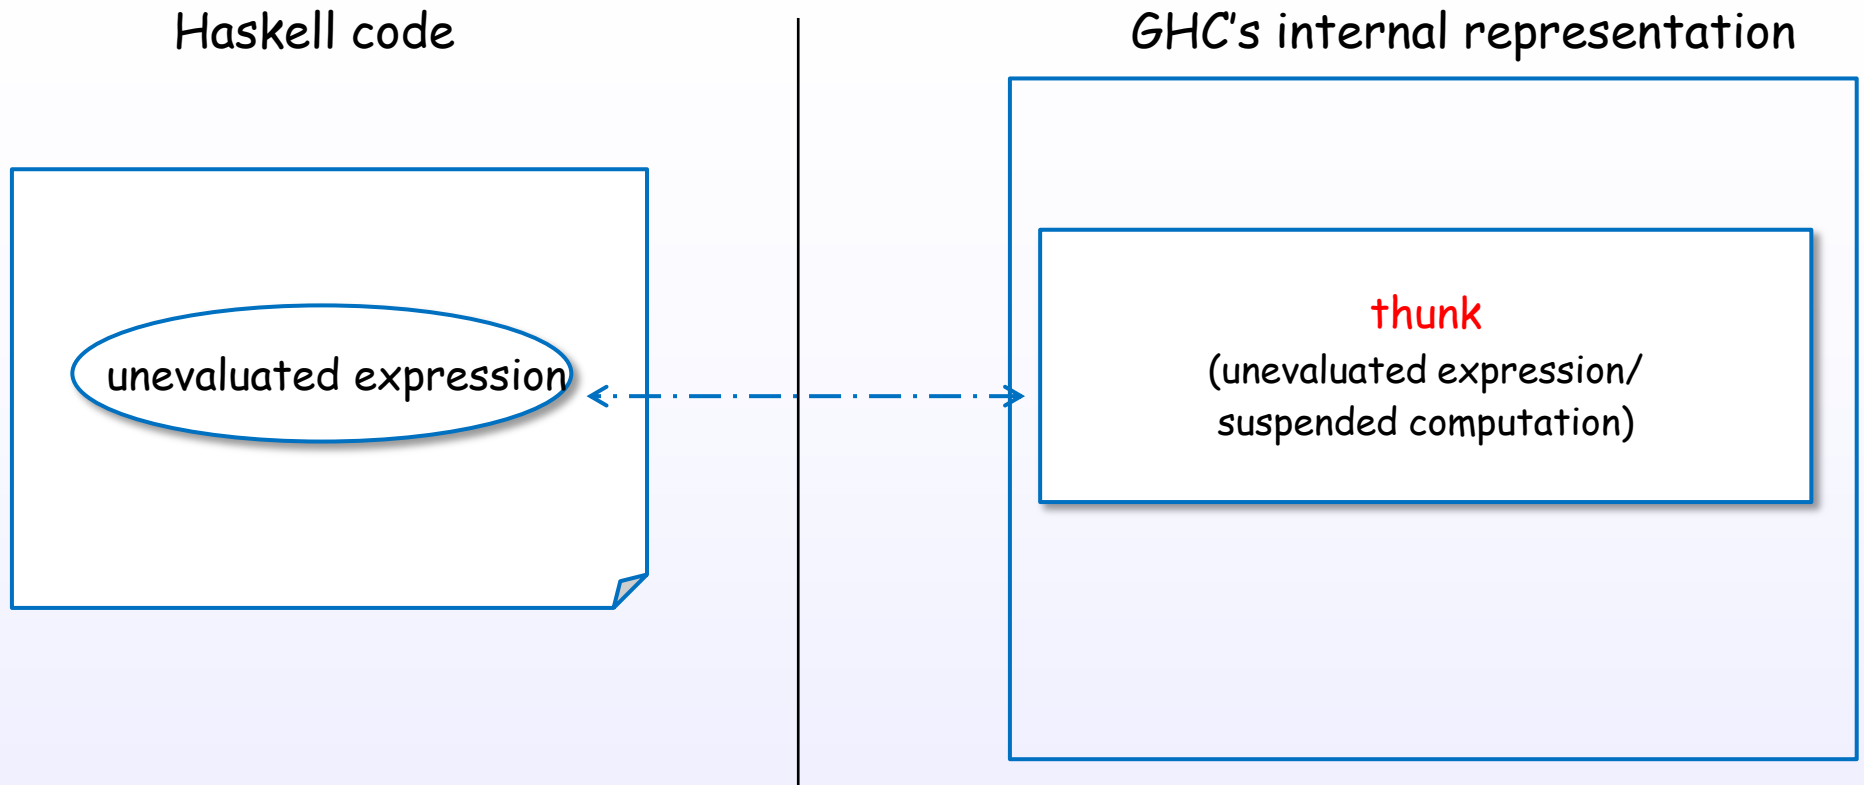 Haskell code
GHC's internal representation
unevaluated expression
thunk
(unevaluated expression/
suspended computation)